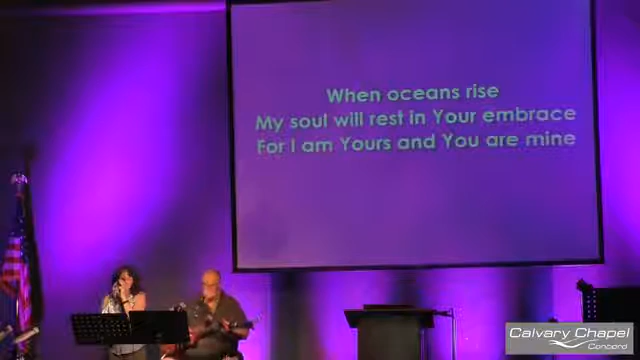 When oceans rise
My soul will rest in Your embrace
For I am Yours and You are mine
Calvary Chapel
Concord